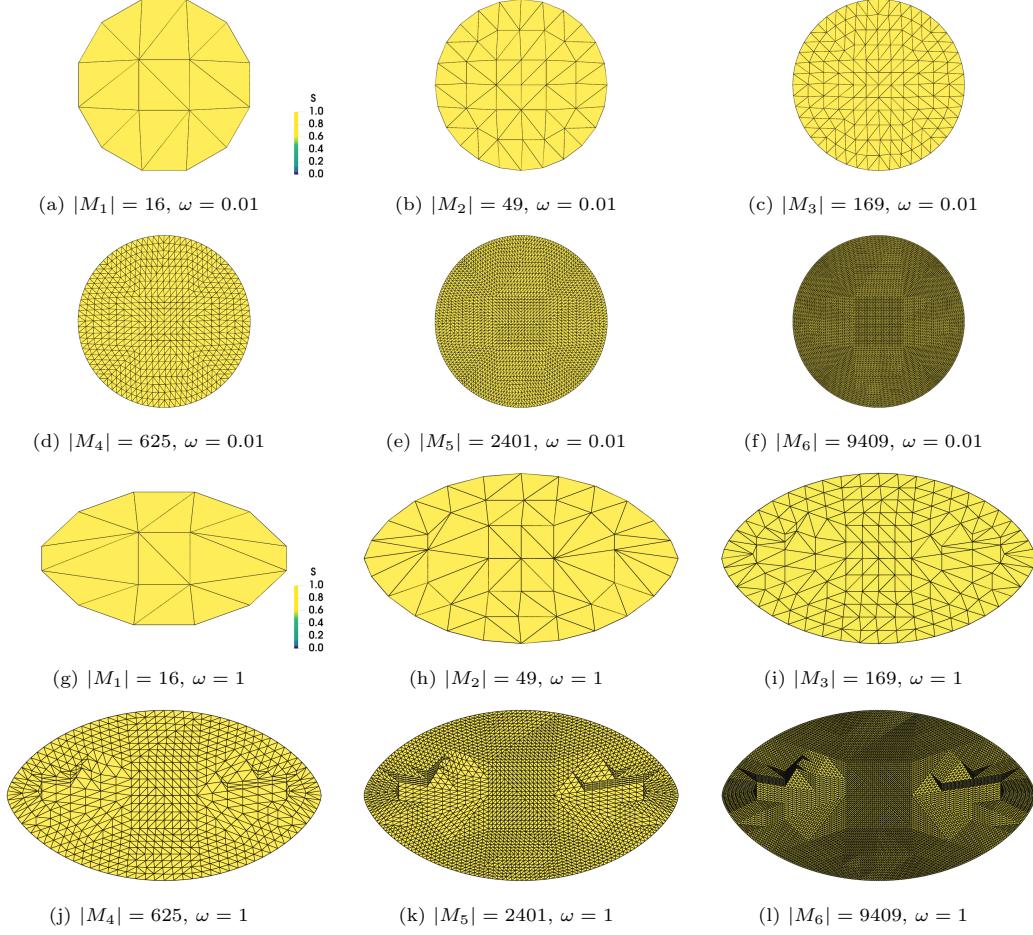 S
1.0
0.8
0.6
0.4
0.2
0.0
(a) |M₁| = 16, ω = 0.01
(b) |M₂| = 49, ω = 0.01
(c) |M₃| = 169, ω = 0.01
(d) |M₄| = 625, ω = 0.01
(e) |M₅| = 2401, ω = 0.01
(f) |M₆| = 9409, ω = 0.01
S
1.0
0.8
0.6
0.4
0.2
0.0
(g) |M₁| = 16, ω = 1
(h) |M₂| = 49, ω = 1
(i) |M₃| = 169, ω = 1
(j) |M₄| = 625, ω = 1
(k) |M₅| = 2401, ω = 1
(l) |M₆| = 9409, ω = 1